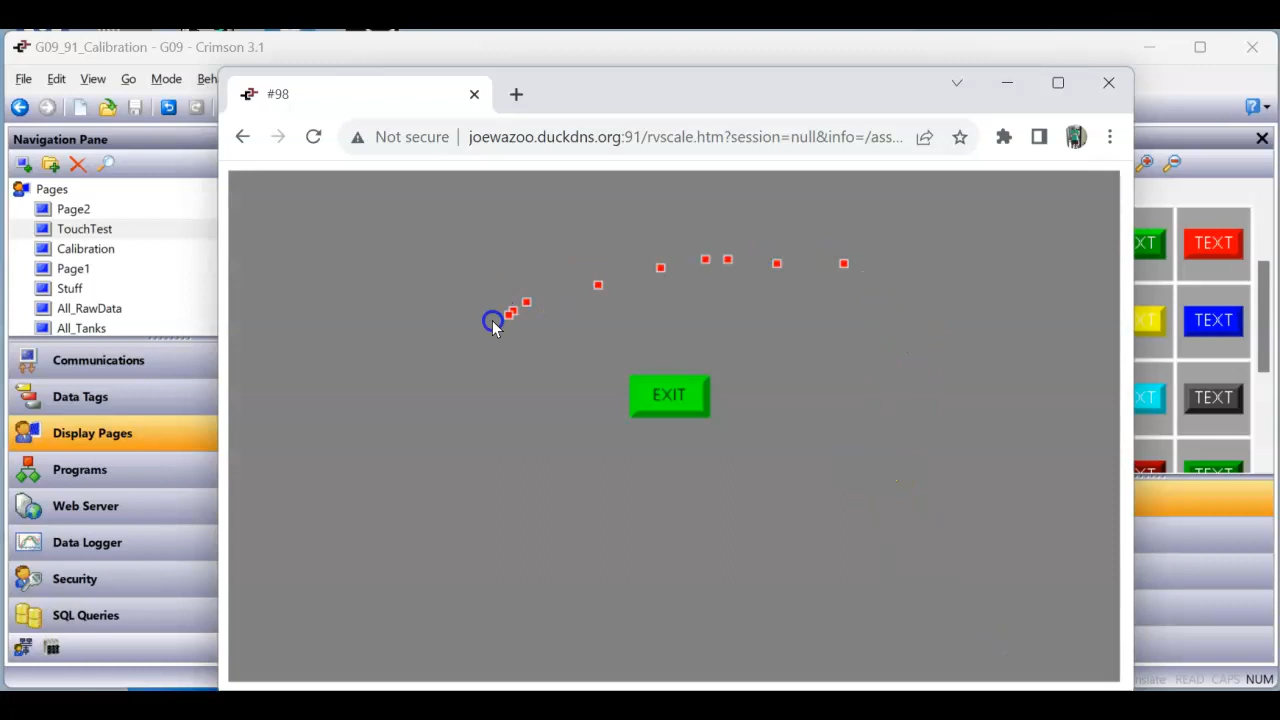 G09_91_Calibration - G09 - Crimson 3.1
File Edit View Go Mode Beh
#98
Not secure joewazoo.duckdns.org:91/rvscale.htm?session=null&info=/ass...
Navigation Pane
Pages
Page2
TouchTest
Calibration
Page1
Stuff
All_RawData
All_Tanks
Communications
Data Tags
Display Pages
Programs
Web Server
Data Logger
Security
SQL Queries
EXIT
XT TEXT
XT TEXT
XT TEXT
XT TEXT
nslate READ CAPS NUM